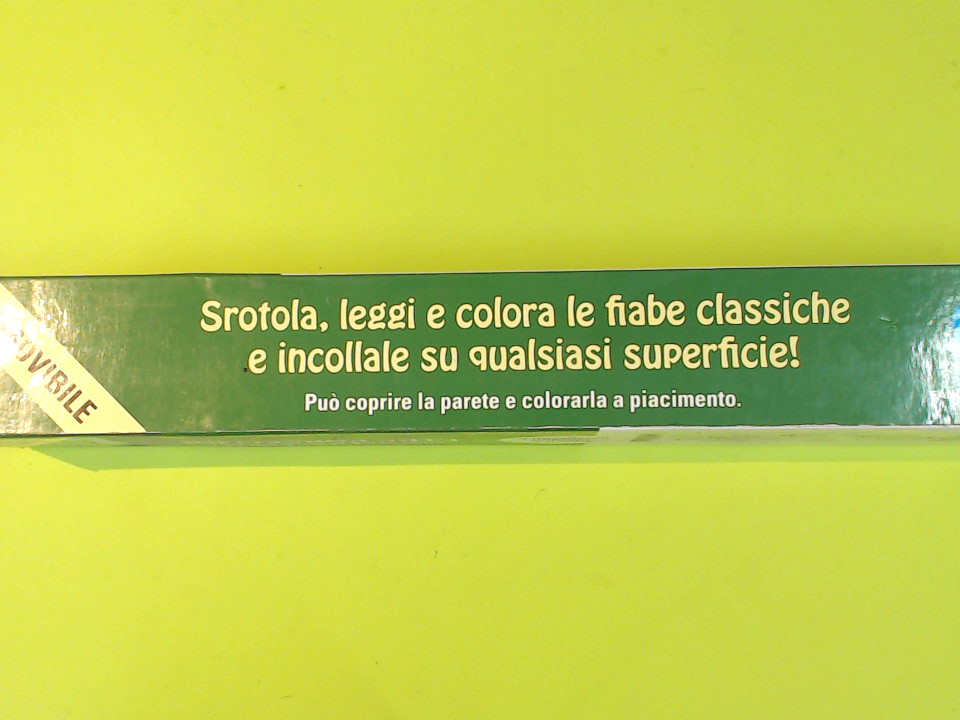 Srotola, leggi e colora le fiabe classiche
e incollale su qualsiasi superficie!
Può coprire la parete e colorarla a piacimento.